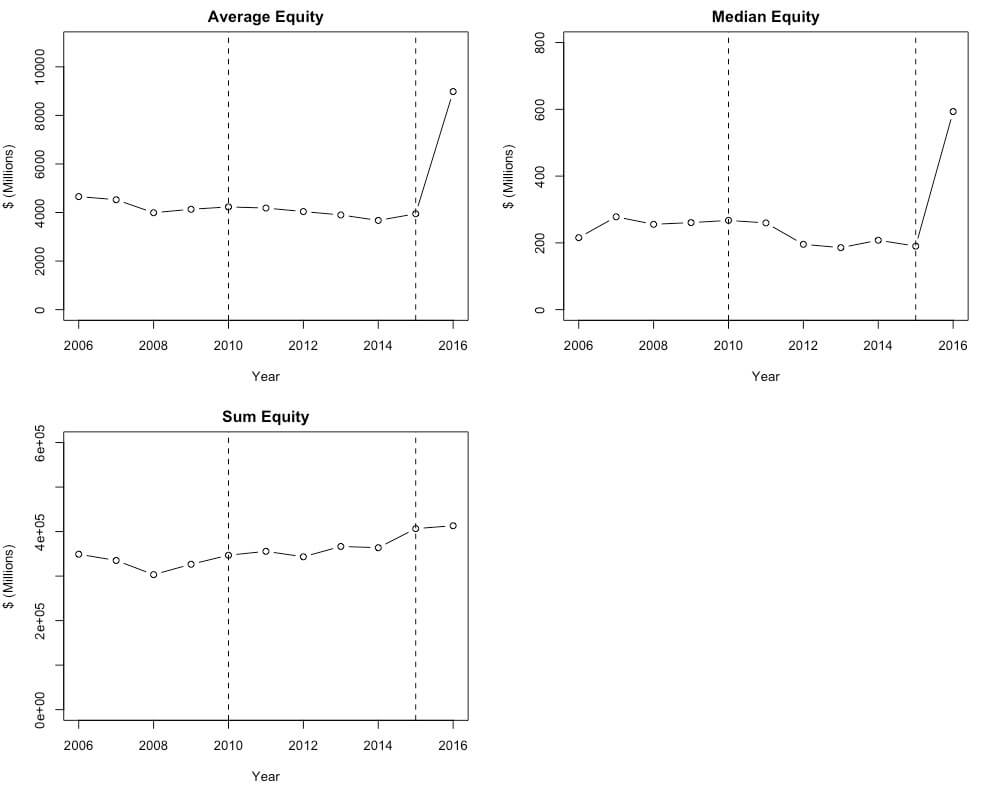 Average Equity
$ (Millions)
10000
8000
6000
4000
2000
0
2006 2008 2010 2012 2014 2016
Year
Median Equity
$ (Millions)
800
600
400
200
0
2006 2008 2010 2012 2014 2016
Year
Sum Equity
$ (Millions)
6e+05
4e+05
2e+05
0e+00
2006 2008 2010 2012 2014 2016
Year